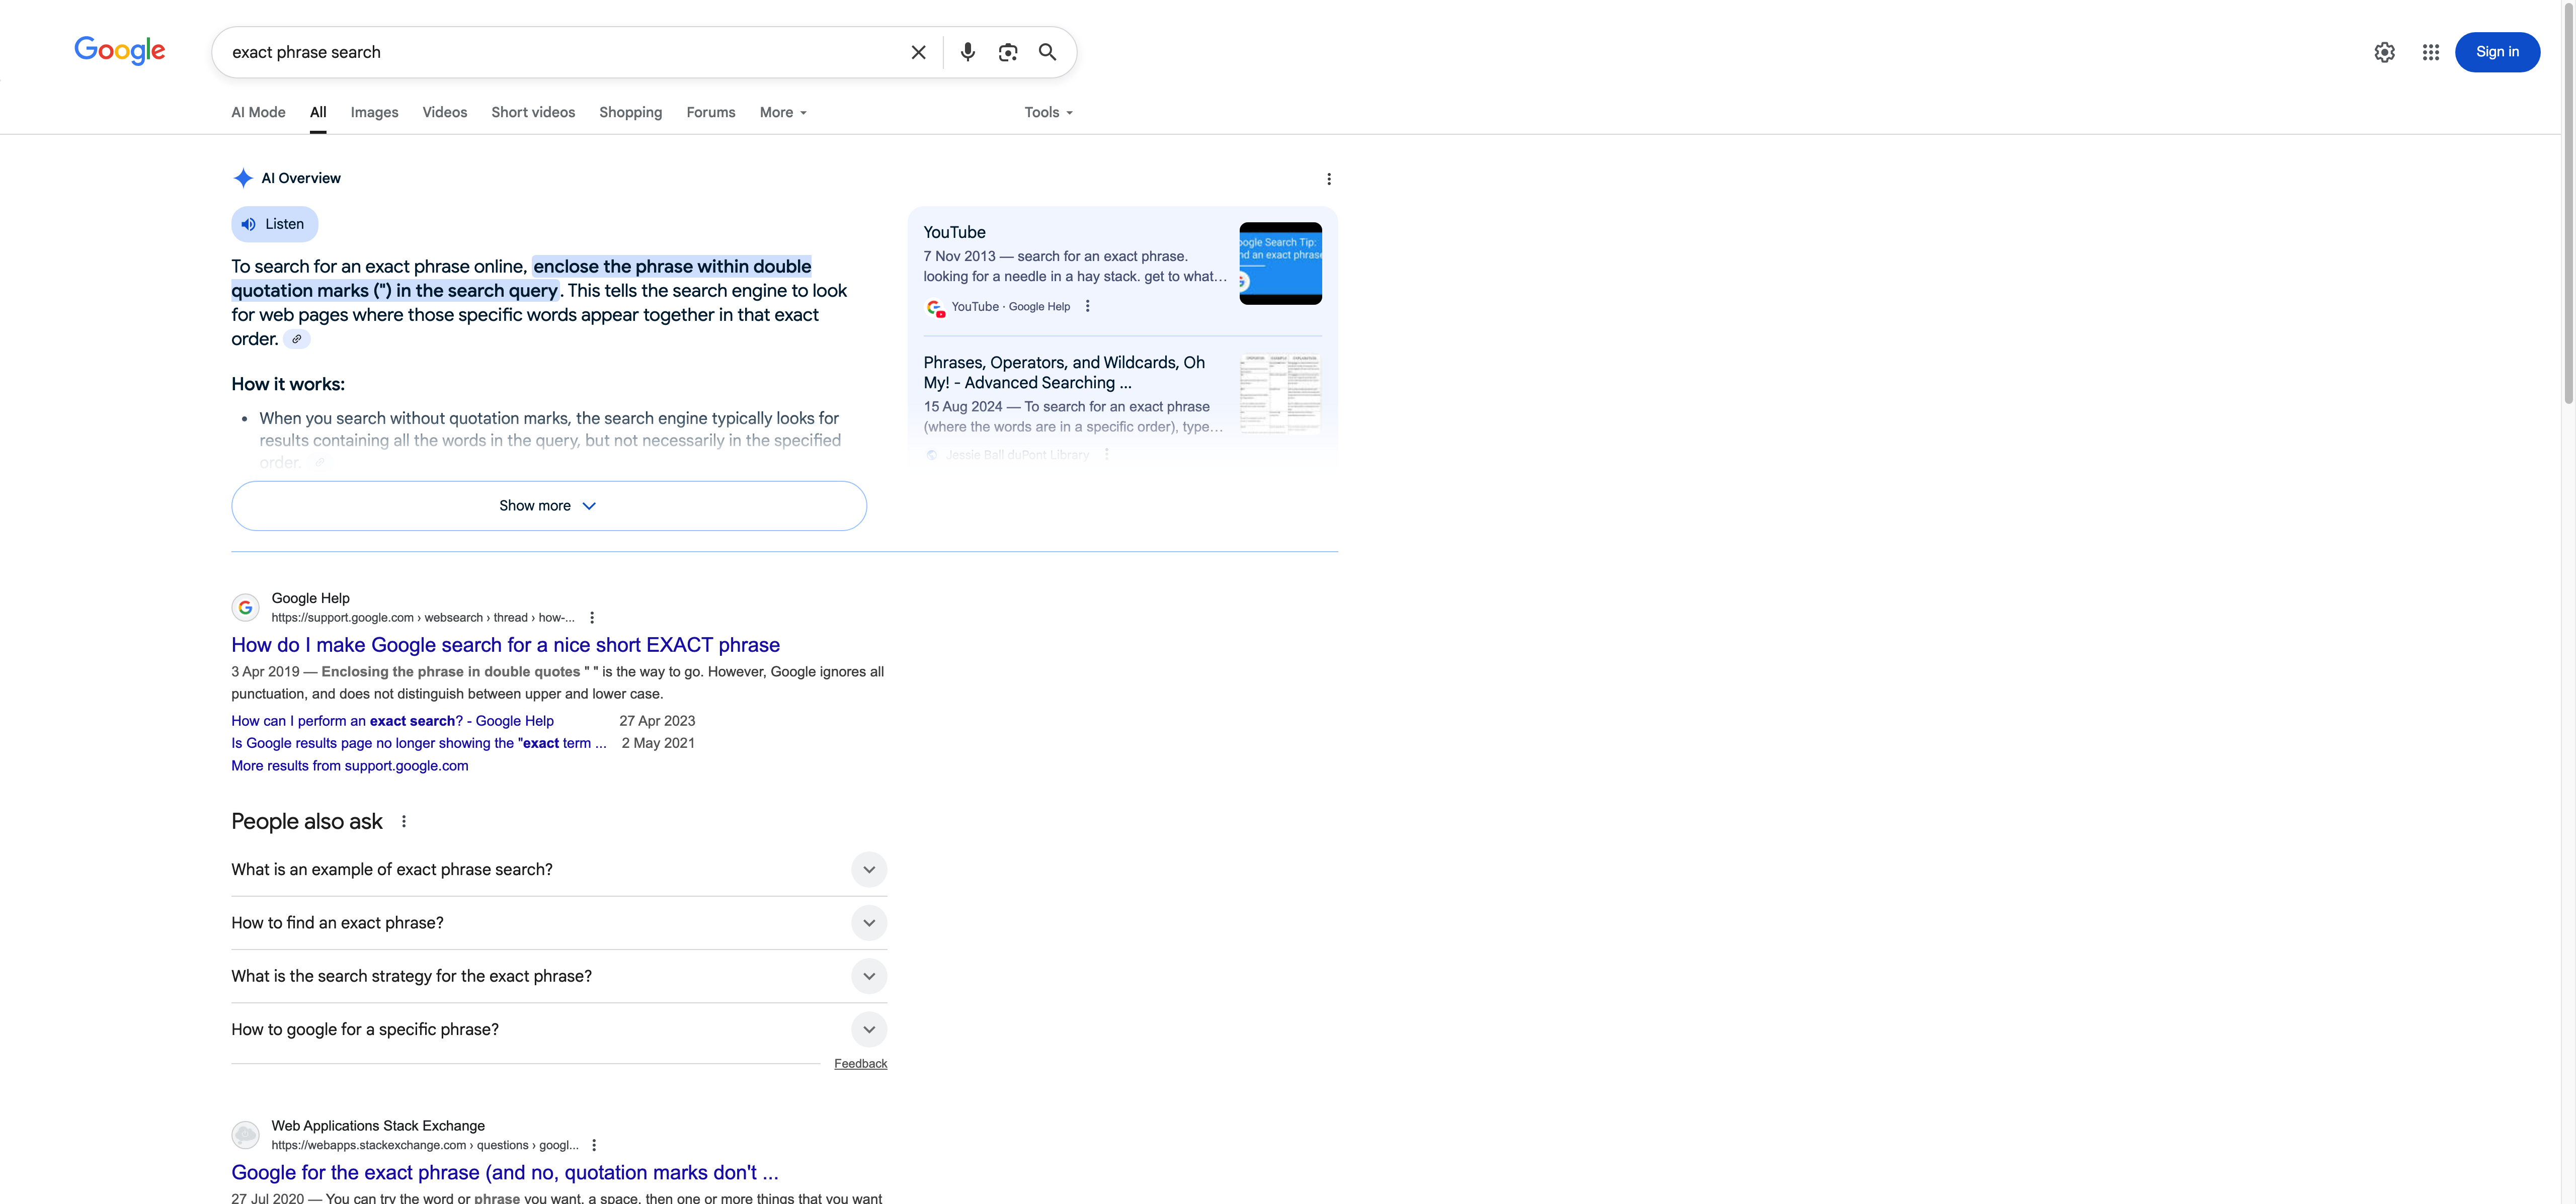 Google
exact phrase search
Sign in
AI Mode
All
Images
Videos
Short videos
Shopping
Forums
More
Tools
AI Overview
Listen
To search for an exact phrase online, enclose the phrase within double
quotation marks (") in the search query. This tells the search engine to look
for web pages where those specific words appear together in that exact
order.
How it works:
• When you search without quotation marks, the search engine typically looks for
results containing all the words in the query, but not necessarily in the specified
order.
Show more
YouTube
7 Nov 2013 — search for an exact phrase.
looking for a needle in a hay stack. get to what...
YouTube · Google Help
oogle Search Tip:
nd an exact phrase
Phrases, Operators, and Wildcards, Oh
My! - Advanced Searching ...
15 Aug 2024 — To search for an exact phrase
(where the words are in a specific order), type...
Jessie Ball duPont Library
Google Help
https://support.google.com › websearch › thread › how-...
How do I make Google search for a nice short EXACT phrase
3 Apr 2019 — Enclosing the phrase in double quotes " " is the way to go. However, Google ignores all
punctuation, and does not distinguish between upper and lower case.
How can I perform an exact search? - Google Help 27 Apr 2023
Is Google results page no longer showing the "exact term ... 2 May 2021
More results from support.google.com
People also ask
What is an example of exact phrase search?
How to find an exact phrase?
What is the search strategy for the exact phrase?
How to google for a specific phrase?
Feedback
Web Applications Stack Exchange
https://webapps.stackexchange.com › questions › googl...
Google for the exact phrase (and no, quotation marks don't ...
27 Jul 2020 — You can try the word or phrase you want, a space, then one or more things that you want